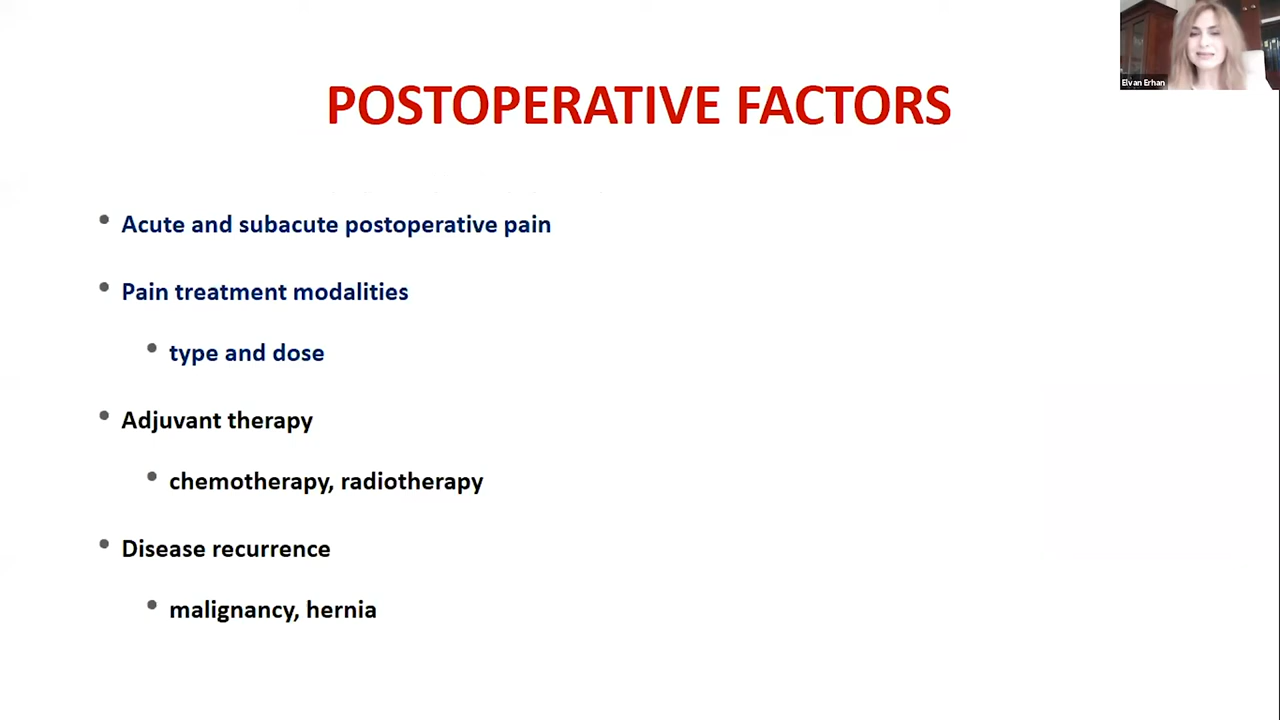 Elvan Erhan
POSTOPERATIVE FACTORS
Acute and subacute postoperative pain
Pain treatment modalities
type and dose
Adjuvant therapy
chemotherapy, radiotherapy
Disease recurrence
malignancy, hernia